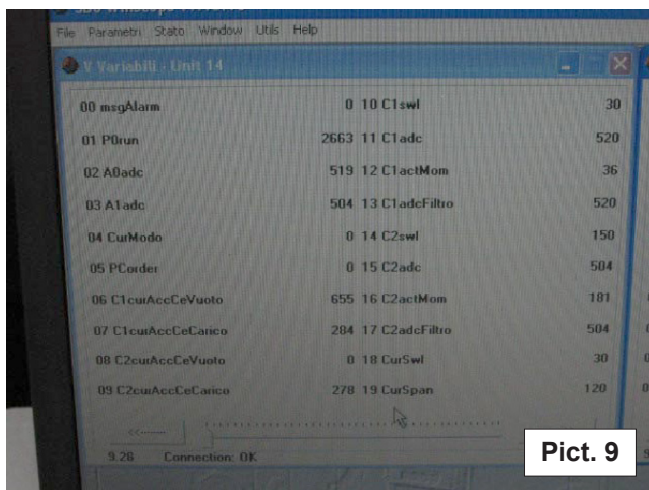 File Parametri Stato Window Utils Help
V Variabili - Unit 14
00 msgAlarm 0 10 C1swl 30
01 P0run 2663 11 C1adc 520
02 A0adc 519 12 C1actMom 36
03 A1adc 504 13 C1adcFiltro 520
04 CurModo 0 14 C2swl 150
05 PCorder 0 15 C2adc 504
06 C1curAccCeVuoto 655 16 C2actMom 181
07 C1curAccCeCarico 284 17 C2adcFiltro 504
08 C2curAccCeVuoto 0 18 CurSwl 30
09 C2curAccCeCarico 278 19 CurSpan 120
<<-------
9.28 Connection: OK
Pict. 9